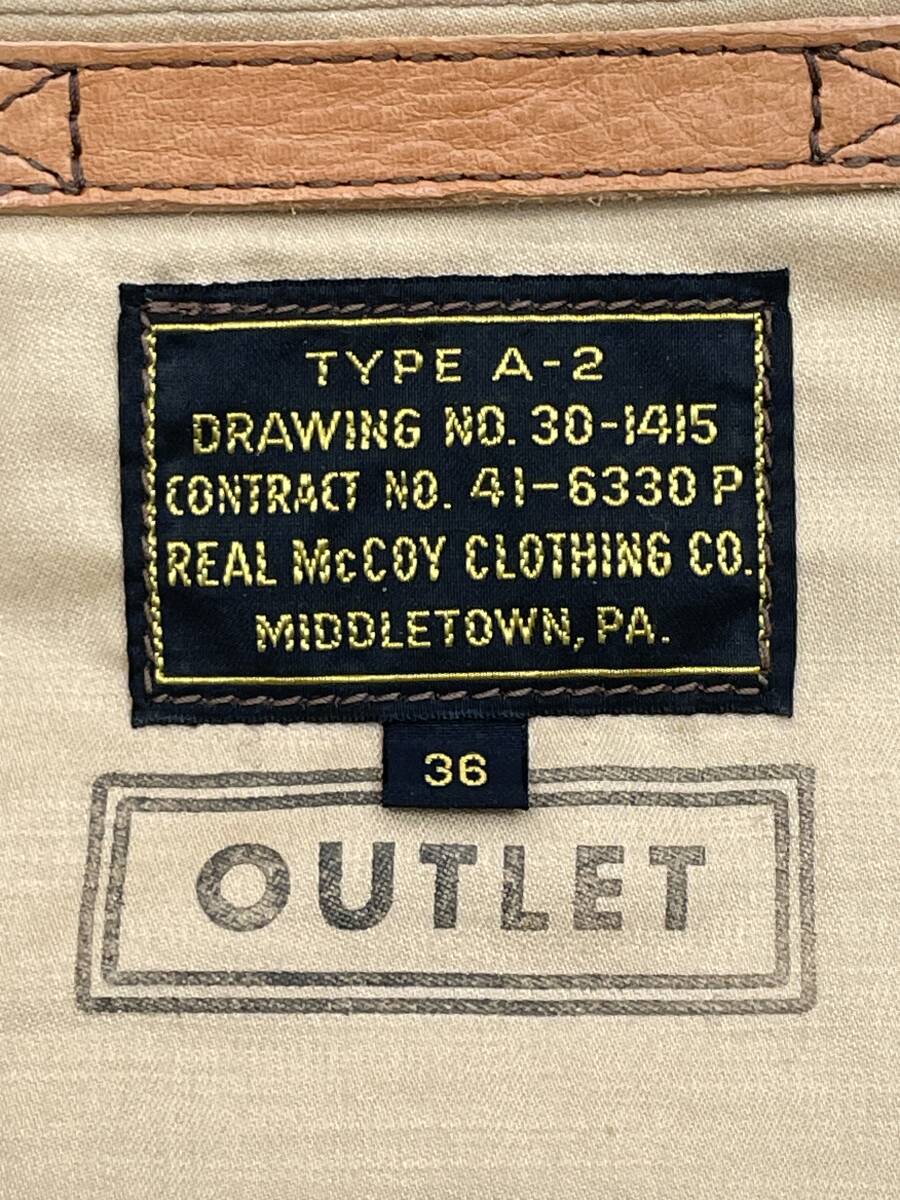 TYPE A-2
DRAWING NO. 30-1415
CONTRACT NO. 41-6330 P
REAL McCOY CLOTHING CO.
MIDDLETOWN, PA.
36
OUTLET